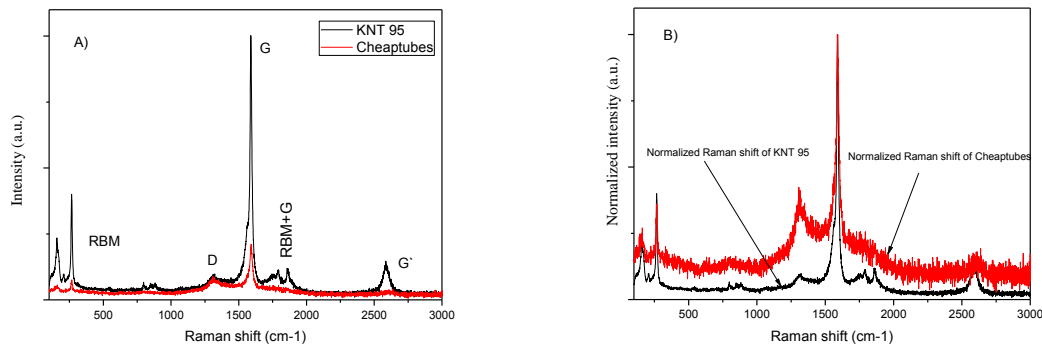 A)
KNT 95
Cheaptubes
G
RBM
D
RBM+G
G`
Intensity (a.u.)
500
1000
1500
2000
2500
3000
Raman shift (cm-1)
B)
Normalized Raman shift of KNT 95
Normalized Raman shift of Cheaptubes
Normalized intensity (a.u.)
500
1000
1500
2000
2500
3000
Raman shift (cm-1)